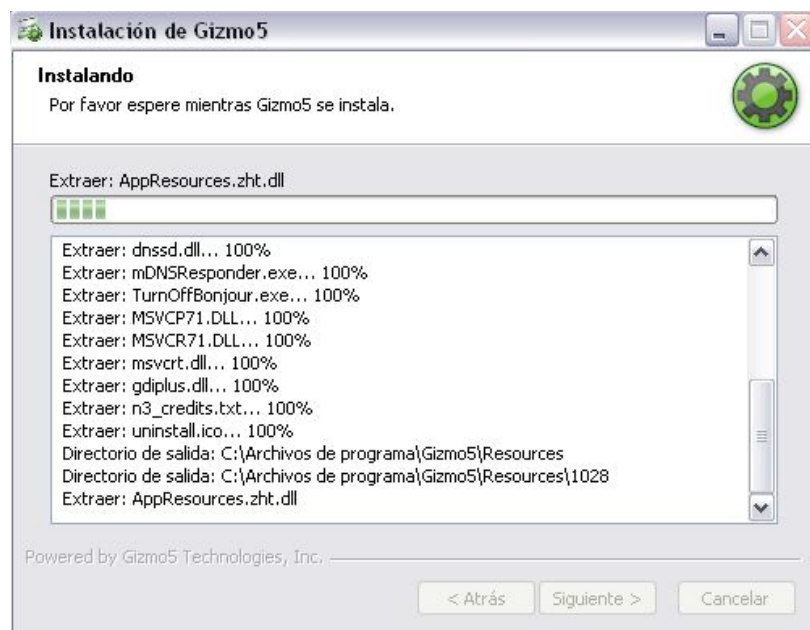 Instalación de Gizmo5
Instalando
Por favor espere mientras Gizmo5 se instala.
Extraer: AppResources.zht.dll
Extraer: dnssd.dll... 100%
Extraer: mDNSResponder.exe... 100%
Extraer: TurnOffBonjour.exe... 100%
Extraer: MSVCP71.DLL... 100%
Extraer: MSVCR71.DLL... 100%
Extraer: msvcrt.dll... 100%
Extraer: gdiplus.dll... 100%
Extraer: n3_credits.txt... 100%
Extraer: uninstall.ico... 100%
Directorio de salida: C:\Archivos de programa\Gizmo5\Resources
Directorio de salida: C:\Archivos de programa\Gizmo5\Resources\1028
Extraer: AppResources.zht.dll
Powered by Gizmo5 Technologies, Inc.
< Atrás Siguiente > Cancelar